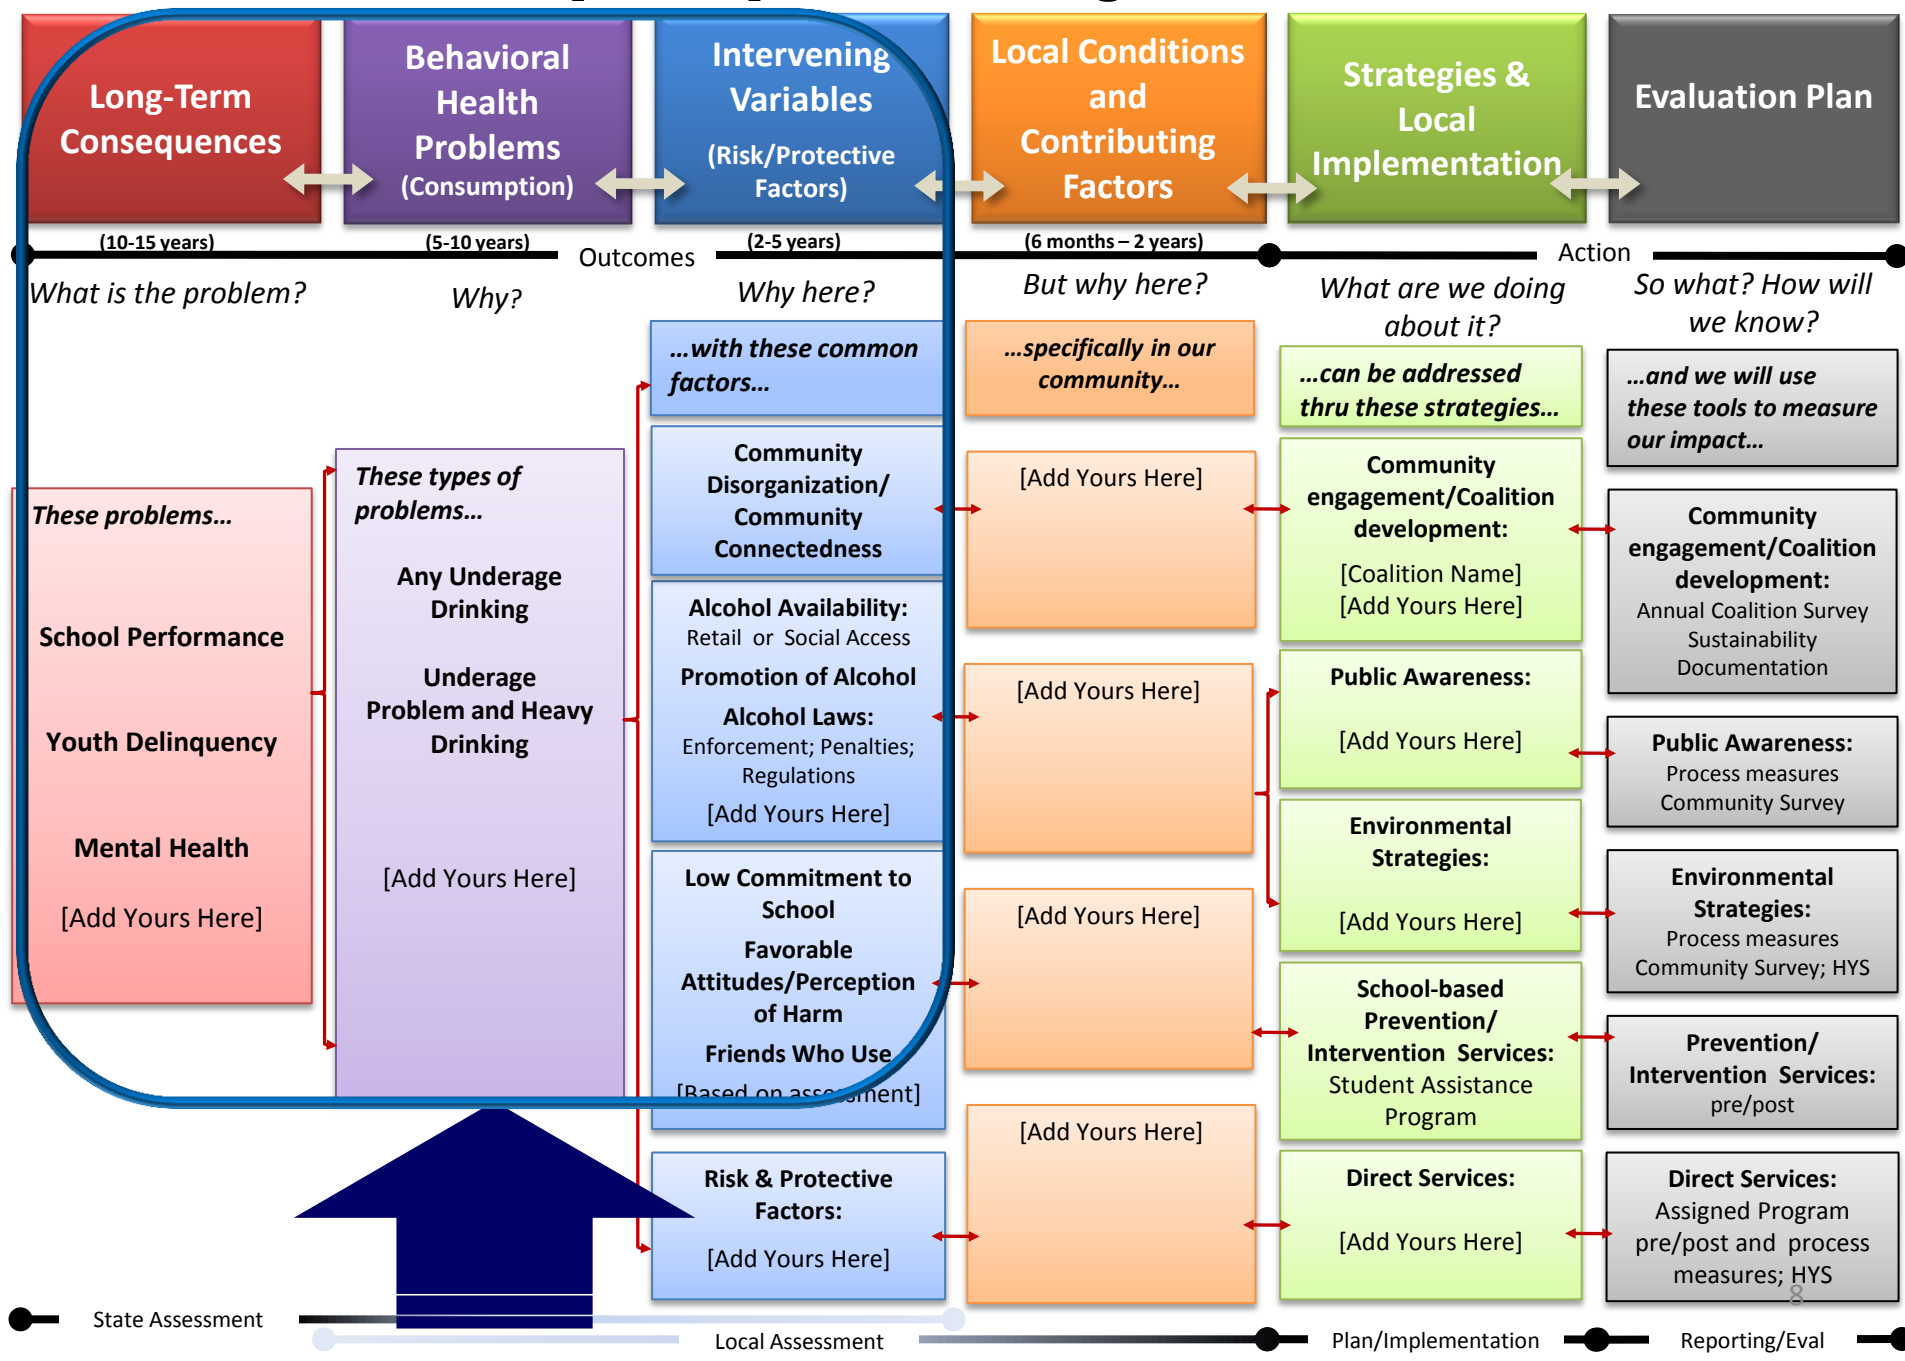 Long-Term
Consequences
Behavioral
Health
Problems
(Consumption)
Intervening
Variables
(Risk/Protective
Factors)
Local Conditions
and
Contributing
Factors
Strategies &
Local
Implementation
Evaluation Plan
(10-15 years)
(5-10 years)
(2-5 years)
(6 months – 2 years)
Outcomes
Action
What is the problem?
Why?
Why here?
But why here?
What are we doing
about it?
So what? How will
we know?
These problems…
School Performance
Youth Delinquency
Mental Health
[Add Yours Here]
These types of
problems…
Any Underage
Drinking
Underage
Problem and Heavy
Drinking
[Add Yours Here]
…with these common
factors…
Community
Disorganization/
Community
Connectedness
Alcohol Availability:
Retail or Social Access
Promotion of Alcohol
Alcohol Laws:
Enforcement; Penalties;
Regulations
[Add Yours Here]
Low Commitment to
School
Favorable
Attitudes/Perception
of Harm
Friends Who Use
[Based on assessment]
Risk & Protective
Factors:
[Add Yours Here]
…specifically in our
community…
[Add Yours Here]
[Add Yours Here]
[Add Yours Here]
[Add Yours Here]
…can be addressed
thru these strategies…
Community
engagement/Coalition
development:
[Coalition Name]
[Add Yours Here]
Public Awareness:
[Add Yours Here]
Environmental
Strategies:
[Add Yours Here]
School-based
Prevention/
Intervention Services:
Student Assistance
Program
Direct Services:
[Add Yours Here]
…and we will use
these tools to measure
our impact…
Community
engagement/Coalition
development:
Annual Coalition Survey
Sustainability
Documentation
Public Awareness:
Process measures
Community Survey
Environmental
Strategies:
Process measures
Community Survey; HYS
Prevention/
Intervention Services:
pre/post
Direct Services:
Assigned Program
pre/post and process
measures; HYS
8
State Assessment
Local Assessment
Plan/Implementation
Reporting/Eval